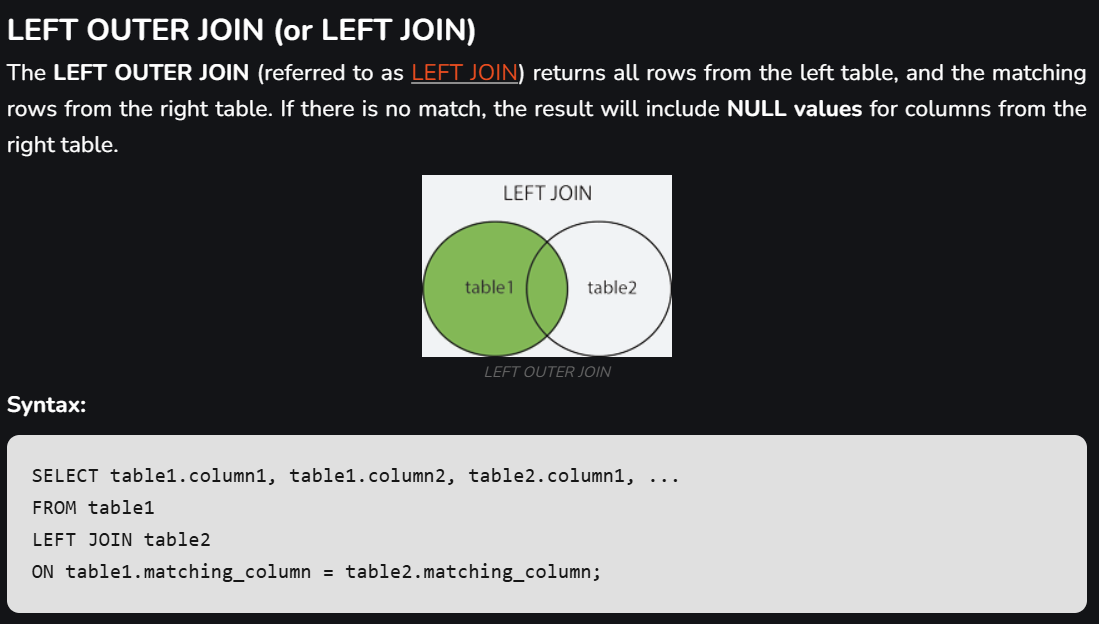 LEFT OUTER JOIN (or LEFT JOIN)
The LEFT OUTER JOIN (referred to as LEFT JOIN) returns all rows from the left table, and the matching
rows from the right table. If there is no match, the result will include NULL values for columns from the
right table.
LEFT JOIN
table1 table2
LEFT OUTER JOIN
Syntax:
SELECT table1.column1, table1.column2, table2.column1, ...
FROM table1
LEFT JOIN table2
ON table1.matching_column = table2.matching_column;